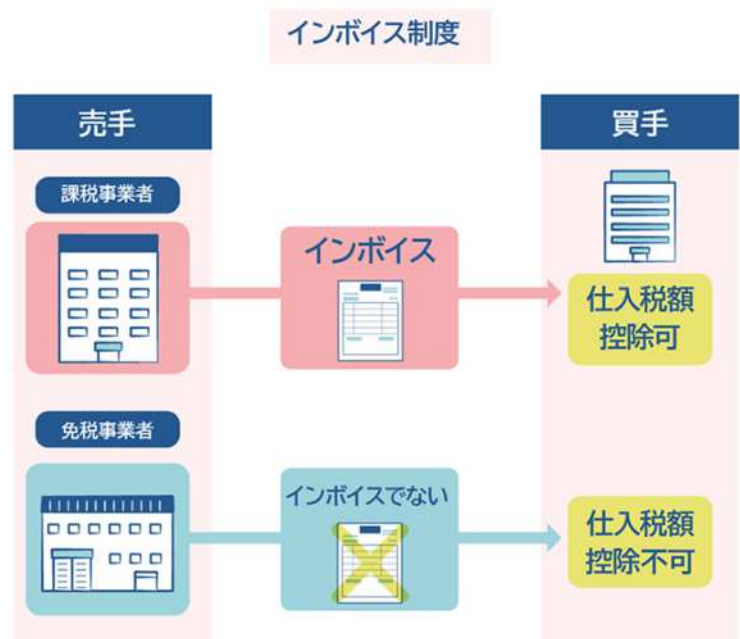 インボイス制度
売手
買手
課税事業者
インボイス
仕入税額
控除可
免税事業者
インボイスでない
仕入税額
控除不可